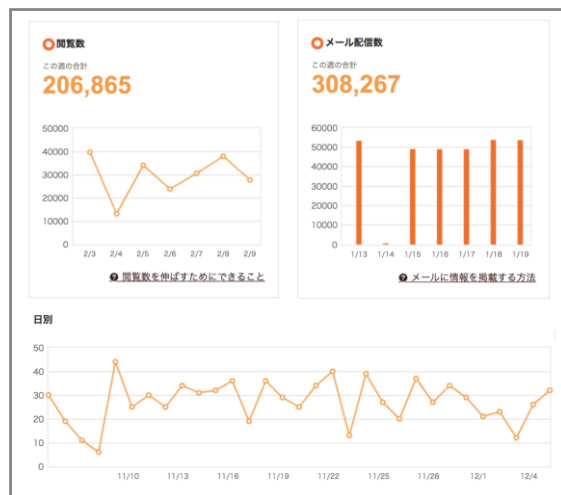 閲覧数
この週の合計
206,865
50000
40000
30000
20000
10000
0
2/3 2/4 2/5 2/6 2/7 2/8 2/9
? 閲覧数を伸ばすためにできること
メール配信数
この週の合計
308,267
60000
50000
40000
30000
20000
10000
0
1/13 1/14 1/15 1/16 1/17 1/18 1/19
? メールに情報を掲載する方法
日別
50
40
30
20
10
0
11/10 11/13 11/16 11/19 11/22 11/25 11/28 12/1 12/4